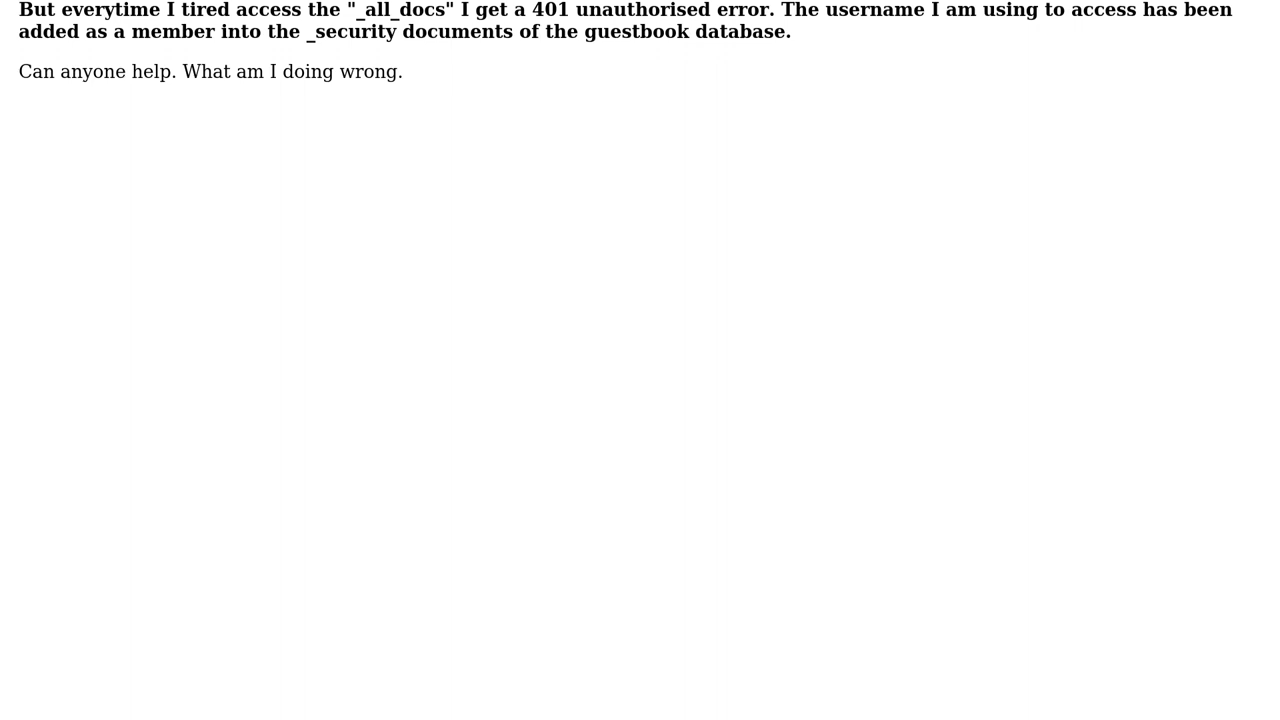 But everytime I tired access the "_all_docs" I get a 401 unauthorised error. The username I am using to access has been
added as a member into the _security documents of the guestbook database.
Can anyone help. What am I doing wrong.